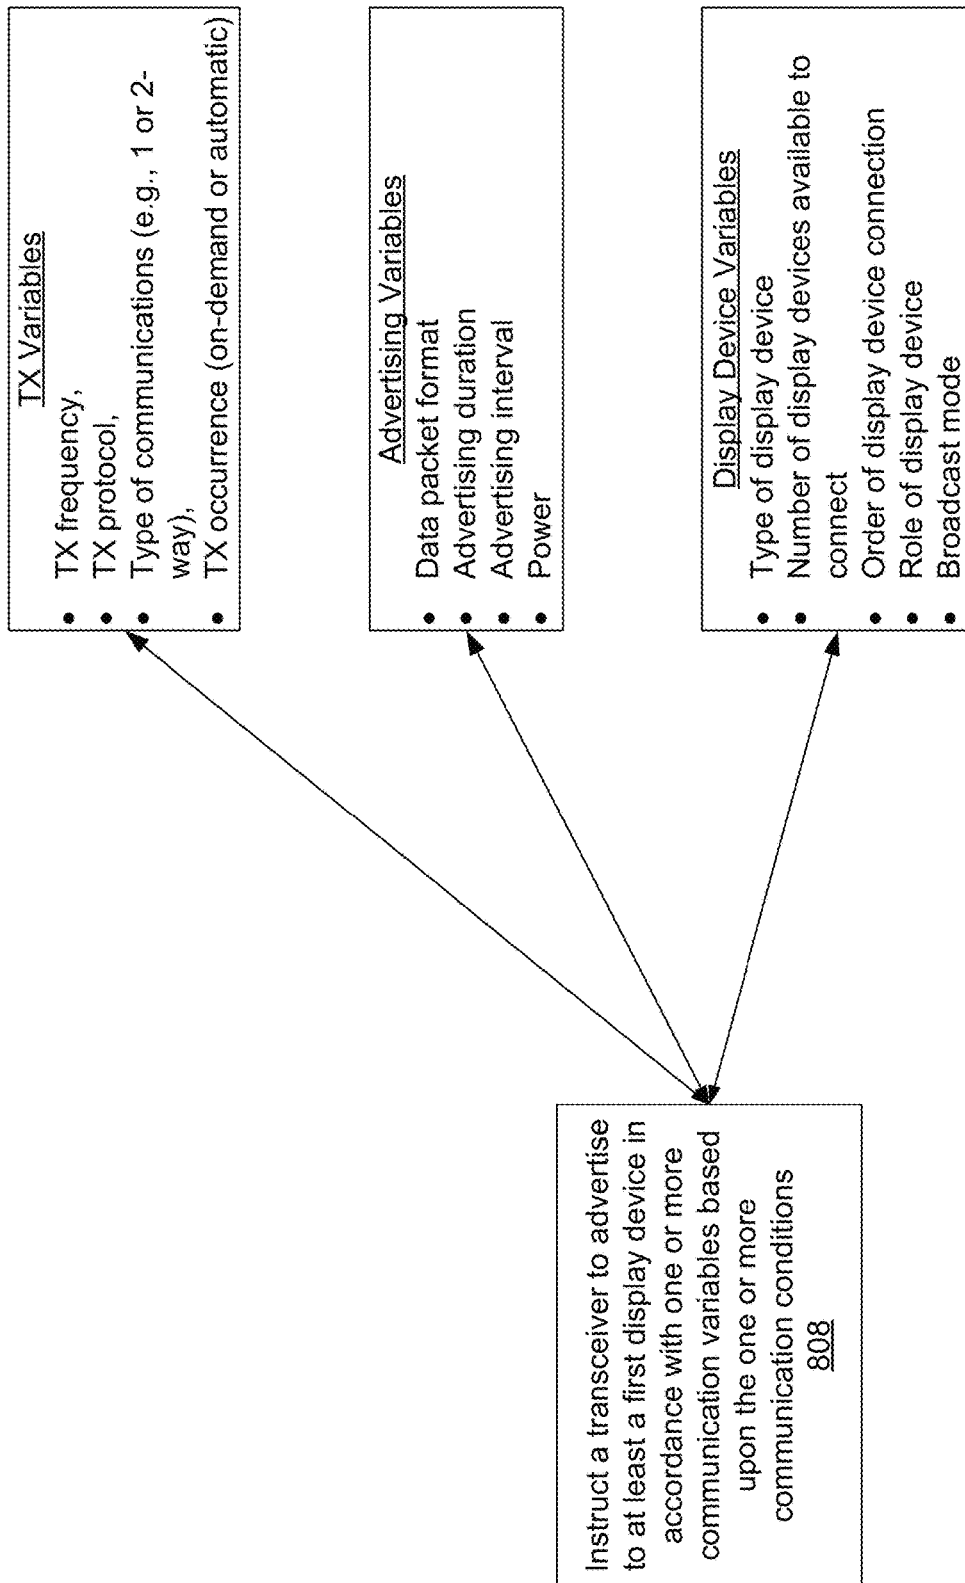 Instruct a transceiver to advertise
to at least a first display device in
accordance with one or more
communication variables based
upon the one or more
communication conditions
808
TX Variables
• TX frequency,
• TX protocol,
• Type of communications (e.g., 1 or 2-
way),
• TX occurrence (on-demand or automatic)
Advertising Variables
• Data packet format
• Advertising duration
• Advertising interval
• Power
Display Device Variables
• Type of display device
• Number of display devices available to
connect
• Order of display device connection
• Role of display device
• Broadcast mode